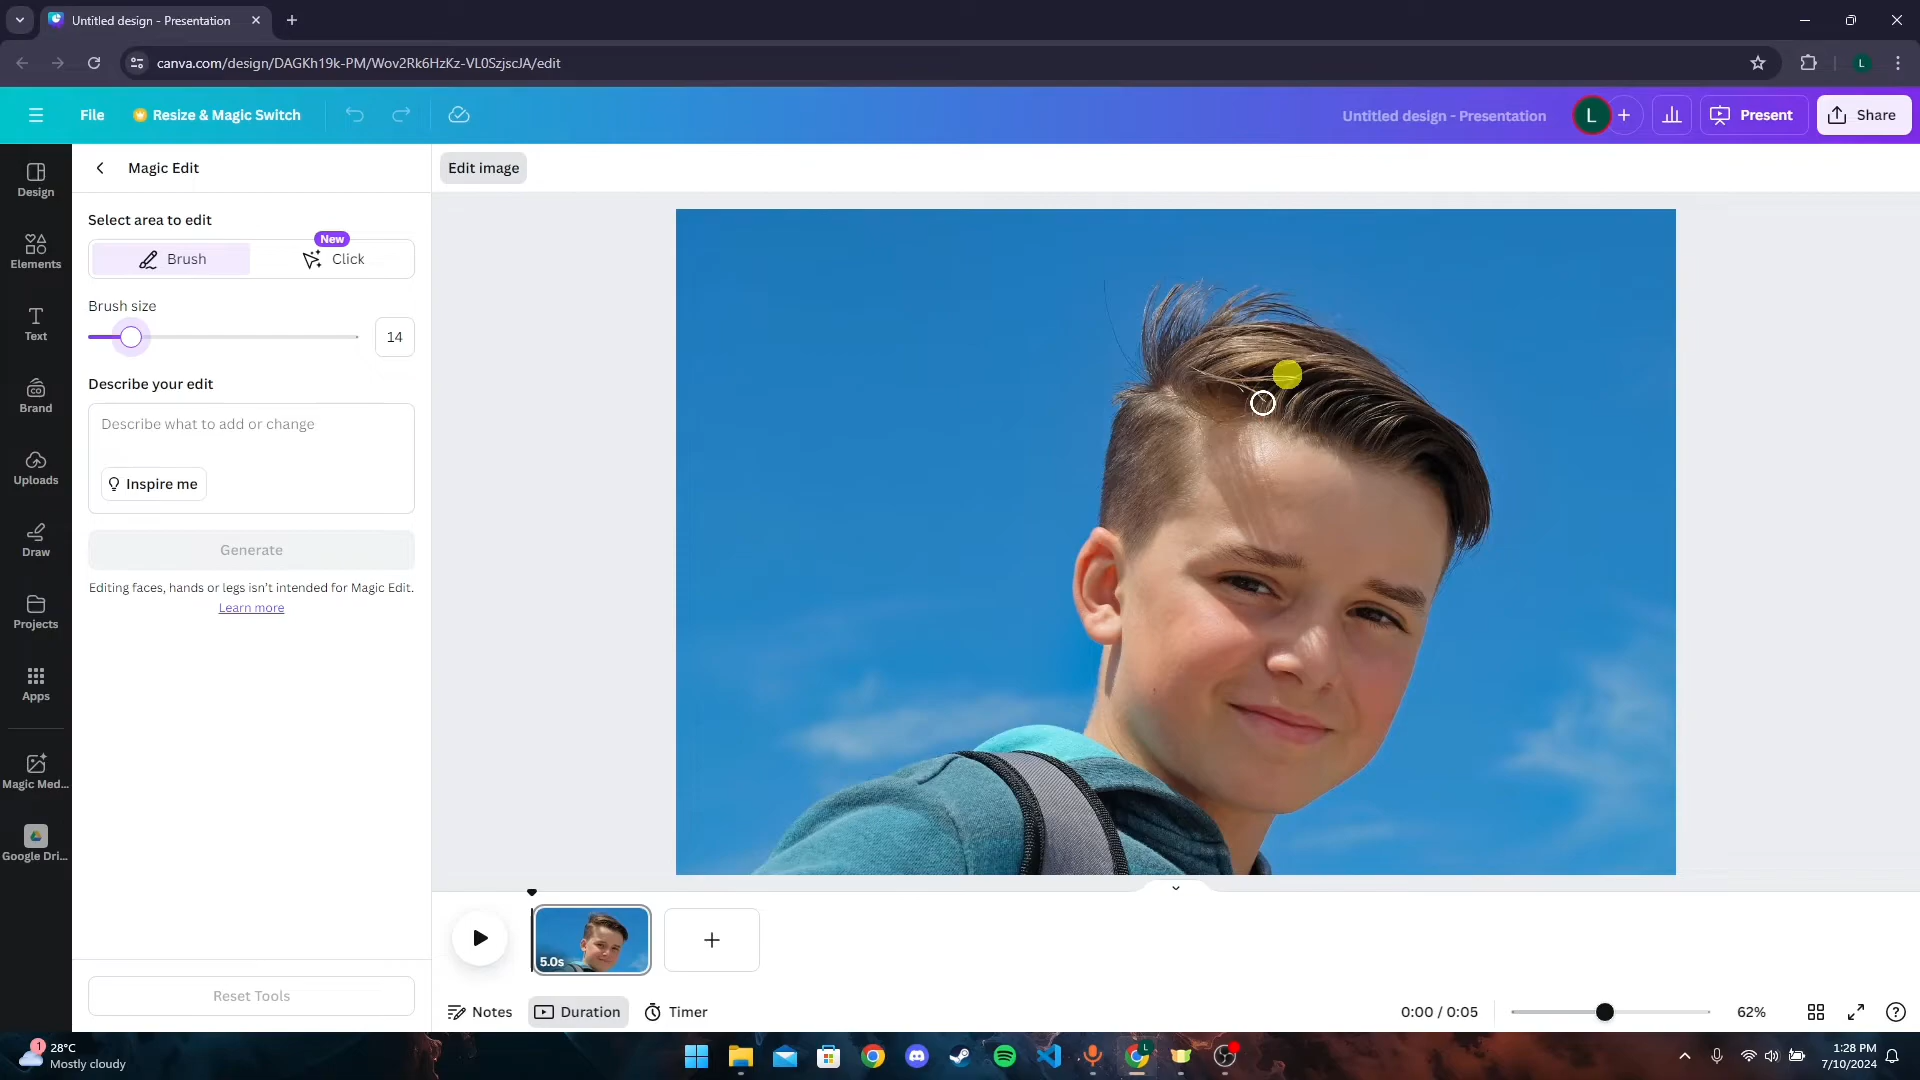 Untitled design - Presentation
canva.com/design/DAGKh19k-PM/Wov2Rk6HzKz-VL0SzjscJA/edit
L
File
Resize & Magic Switch
Untitled design - Presentation
L
Present
Share
Design
Elements
Text
Brand
Uploads
Draw
Projects
Apps
Magic Med...
Google Dri...
Magic Edit
Select area to edit
New
Brush
Click
Brush size
14
Describe your edit
Describe what to add or change
Inspire me
Generate
Editing faces, hands or legs isn't intended for Magic Edit.
Learn more
Reset Tools
Edit image
5.0s
Notes
Duration
Timer
0:00 / 0:05
62%
1
28°C
Mostly cloudy
L
1:28 PM
7/10/2024